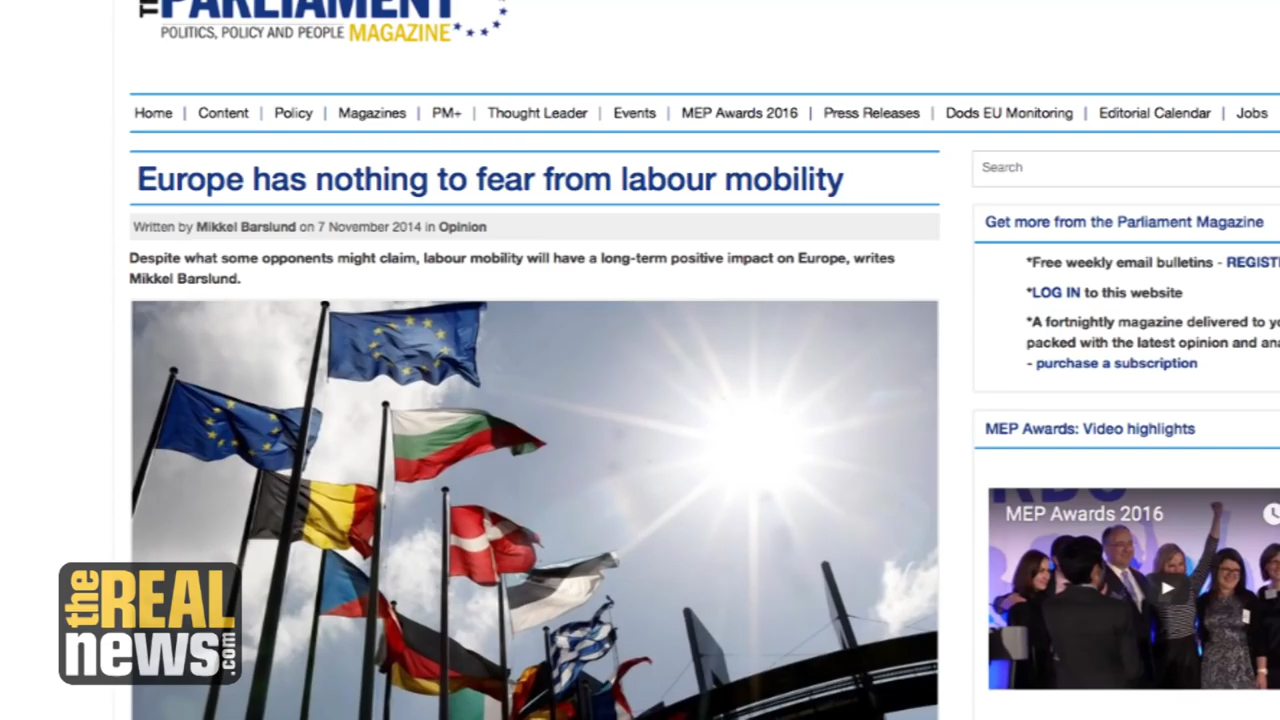 THE
PARLIAMENT
POLITICS, POLICY AND PEOPLE MAGAZINE
Home | Content | Policy | Magazines | PM+ | Thought Leader | Events | MEP Awards 2016 | Press Releases | Dods EU Monitoring | Editorial Calendar | Jobs
Europe has nothing to fear from labour mobility
Written by Mikkel Barslund on 7 November 2014 in Opinion
Despite what some opponents might claim, labour mobility will have a long-term positive impact on Europe, writes
Mikkel Barslund.
Search
Get more from the Parliament Magazine
*Free weekly email bulletins - REGIST
*LOG IN to this website
*A fortnightly magazine delivered to
packed with the latest opinion and
- purchase a subscription
MEP Awards: Video highlights
MEP Awards 2016
the
REAL
news.com